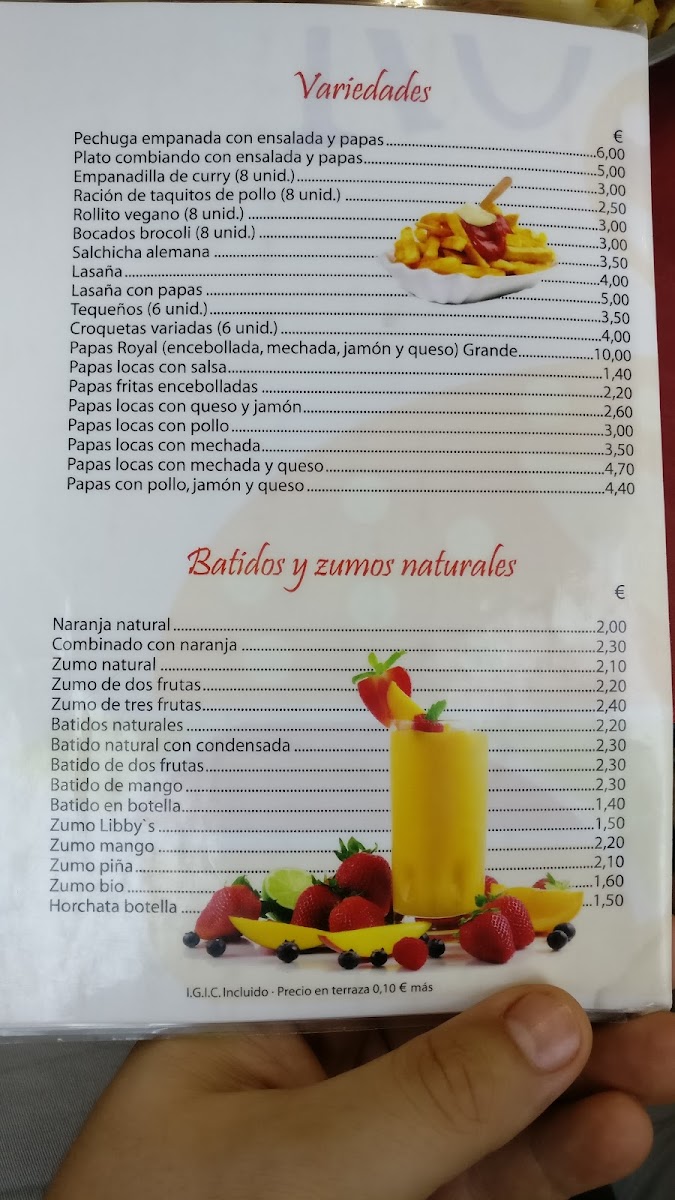 Variedades
€
Pechuga empanada con ensalada y papas 6,00
Plato combiando con ensalada y papas 5,00
Empanadilla de curry (8 unid.) 3,00
Ración de taquitos de pollo (8 unid.) 2,50
Rollito vegano (8 unid.) 3,00
Bocados brocoli (8 unid.) 3,00
Salchicha alemana 3,50
Lasaña 4,00
Lasaña con papas 5,00
Tequeños (6 unid.) 3,50
Croquetas variadas (6 unid.) 4,00
Papas Royal (encebollada, mechada, jamón y queso) Grande 10,00
Papas locas con salsa 1,40
Papas fritas encebolladas 2,20
Papas locas con queso y jamón 2,60
Papas locas con pollo 3,00
Papas locas con mechada 3,50
Papas locas con mechada y queso 4,70
Papas con pollo, jamón y queso 4,40
Batidos y zumos naturales
€
Naranja natural 2,00
Combinado con naranja 2,30
Zumo natural 2,10
Zumo de dos frutas 2,20
Zumo de tres frutas 2,40
Batidos naturales 2,20
Batido natural con condensada 2,30
Batido de dos frutas 2,30
Batido de mango 2,30
Batido en botella 1,40
Zumo Libby`s 1,50
Zumo mango 2,20
Zumo piña 2,10
Zumo bio 1,60
Horchata botella 1,50
I.G.I.C. Incluido · Precio en terraza 0,10 € más